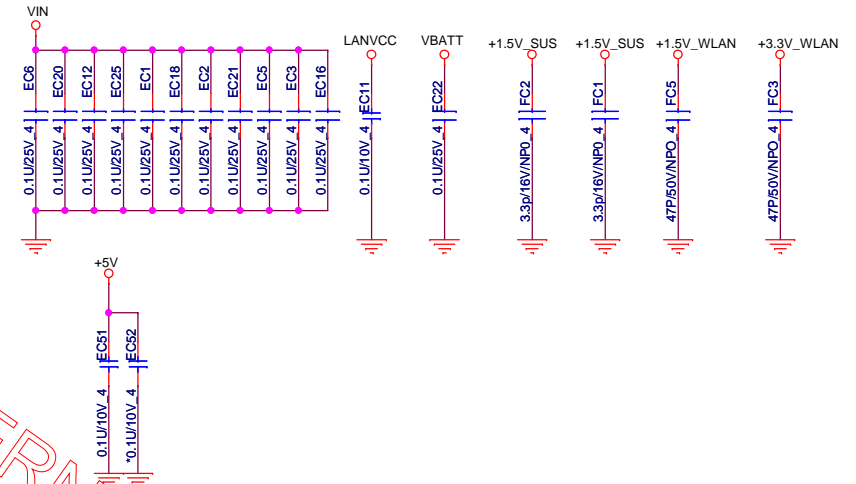 VIN
LANVCC
VBATT
+1.5V_SUS
+1.5V_SUS
+1.5V_WLAN
+3.3V_WLAN
EC6
0.1U/25V_4
EC20
0.1U/25V_4
EC12
0.1U/25V_4
EC25
0.1U/25V_4
EC1
0.1U/25V_4
EC18
0.1U/25V_4
EC2
0.1U/25V_4
EC21
0.1U/25V_4
EC5
0.1U/25V_4
EC3
0.1U/25V_4
EC16
0.1U/25V_4
EC11
0.1U/10V_4
EC22
0.1U/25V_4
FC2
3.3p/16V/NP0_4
FC1
3.3p/16V/NP0_4
FC5
47P/50V/NPO_4
FC3
47P/50V/NPO_4
+5V
EC51
0.1U/10V_4
EC52
*0.1U/10V_4